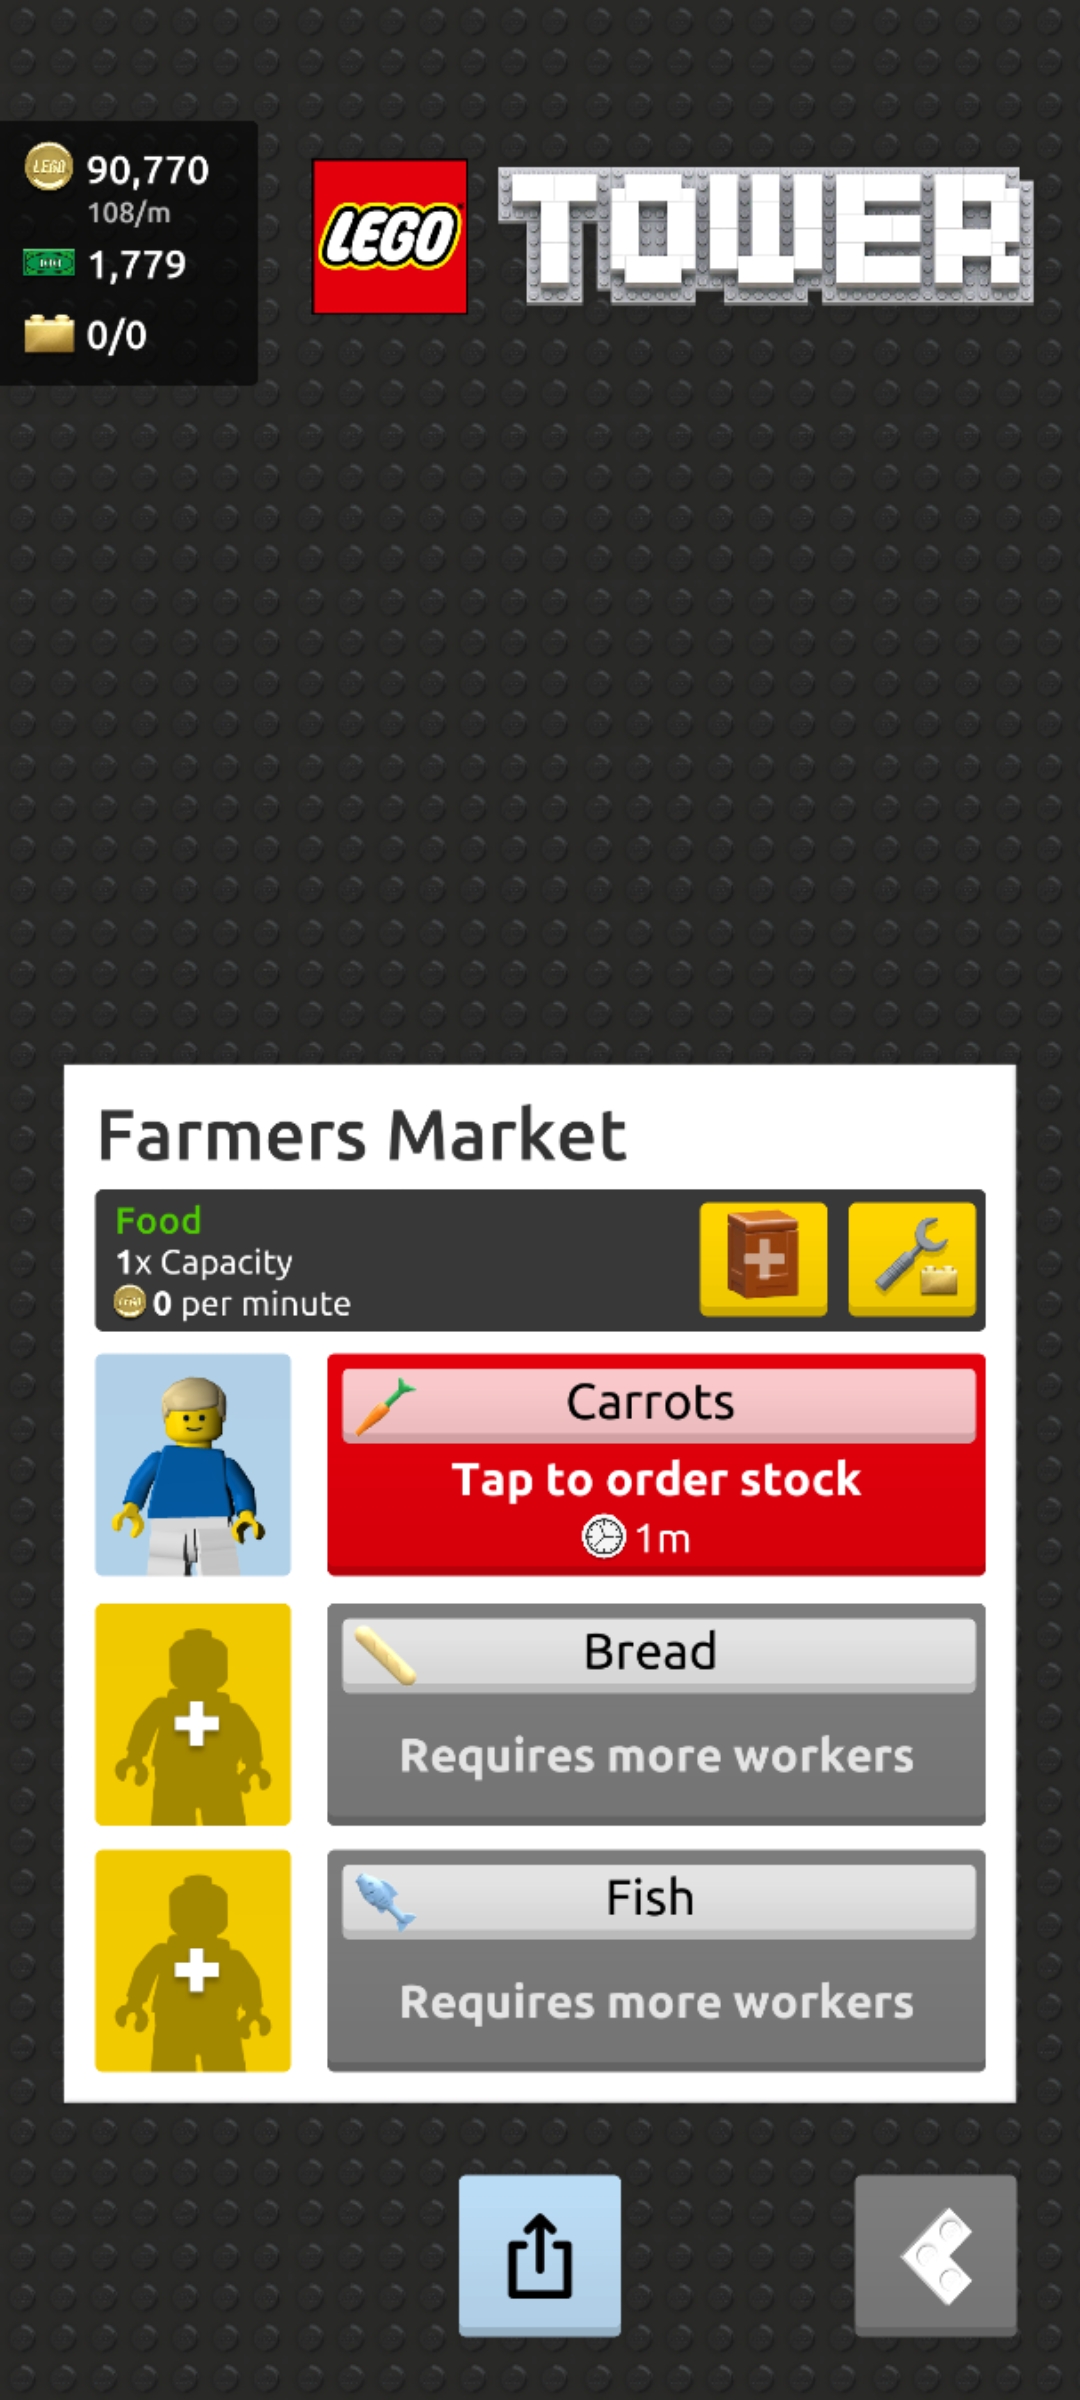 90,770
108/m
1,779
0/0
LEGO TOWER
Farmers Market
Food
1x Capacity
0 per minute
Carrots
Tap to order stock
1m
Bread
Requires more workers
Fish
Requires more workers